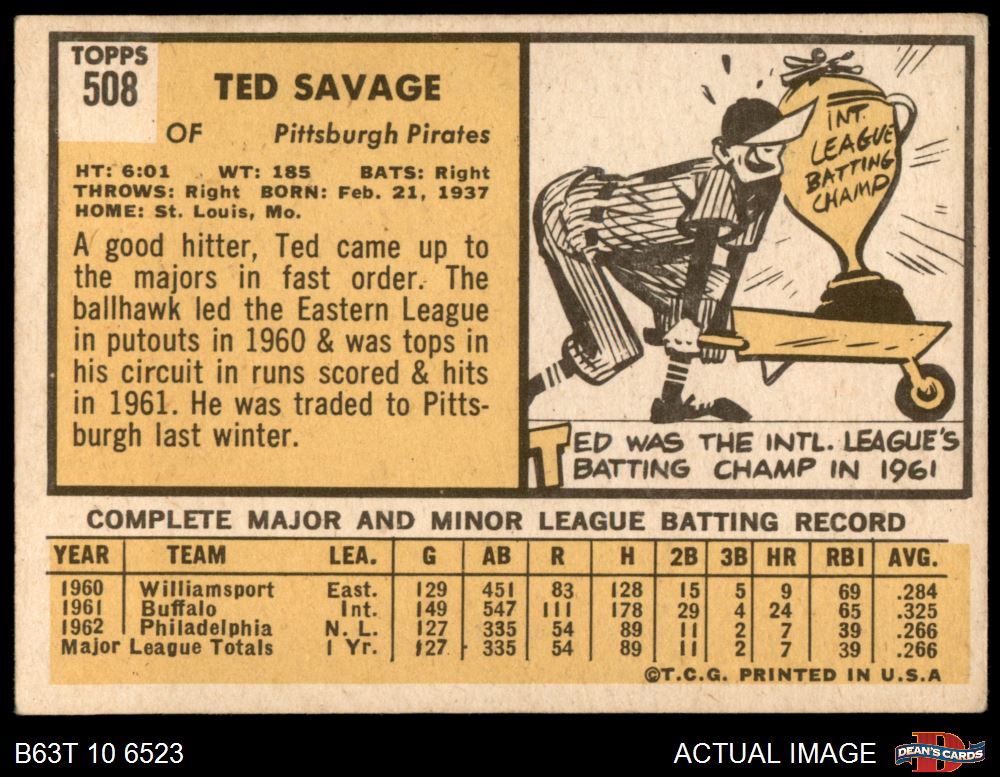 TOPPS
508
TED SAVAGE
OF Pittsburgh Pirates
HT: 6:01 WT: 185 BATS: Right
THROWS: Right BORN: Feb. 21, 1937
HOME: St. Louis, Mo.
A good hitter, Ted came up to
the majors in fast order. The
ballhawk led the Eastern League
in putouts in 1960 & was tops in
his circuit in runs scored & hits
in 1961. He was traded to Pitts-
burgh last winter.
INT.
LEAGUE
BATTING
CHAMP
TED WAS THE INTL. LEAGUE'S
BATTING CHAMP IN 1961
COMPLETE MAJOR AND MINOR LEAGUE BATTING RECORD
YEAR TEAM LEA. G AB R H 2B 3B HR RBI AVG.
1960 Williamsport East. 129 451 83 128 15 5 9 69 .284
1961 Buffalo Int. 149 547 111 178 29 4 24 65 .325
1962 Philadelphia N. L. 127 335 54 89 11 2 7 39 .266
Major League Totals 1 Yr. 127 335 54 89 11 2 7 39 .266
©T.C.G. PRINTED IN U.S.A
B63T 10 6523
ACTUAL IMAGE
D
DEAN'S CARDS